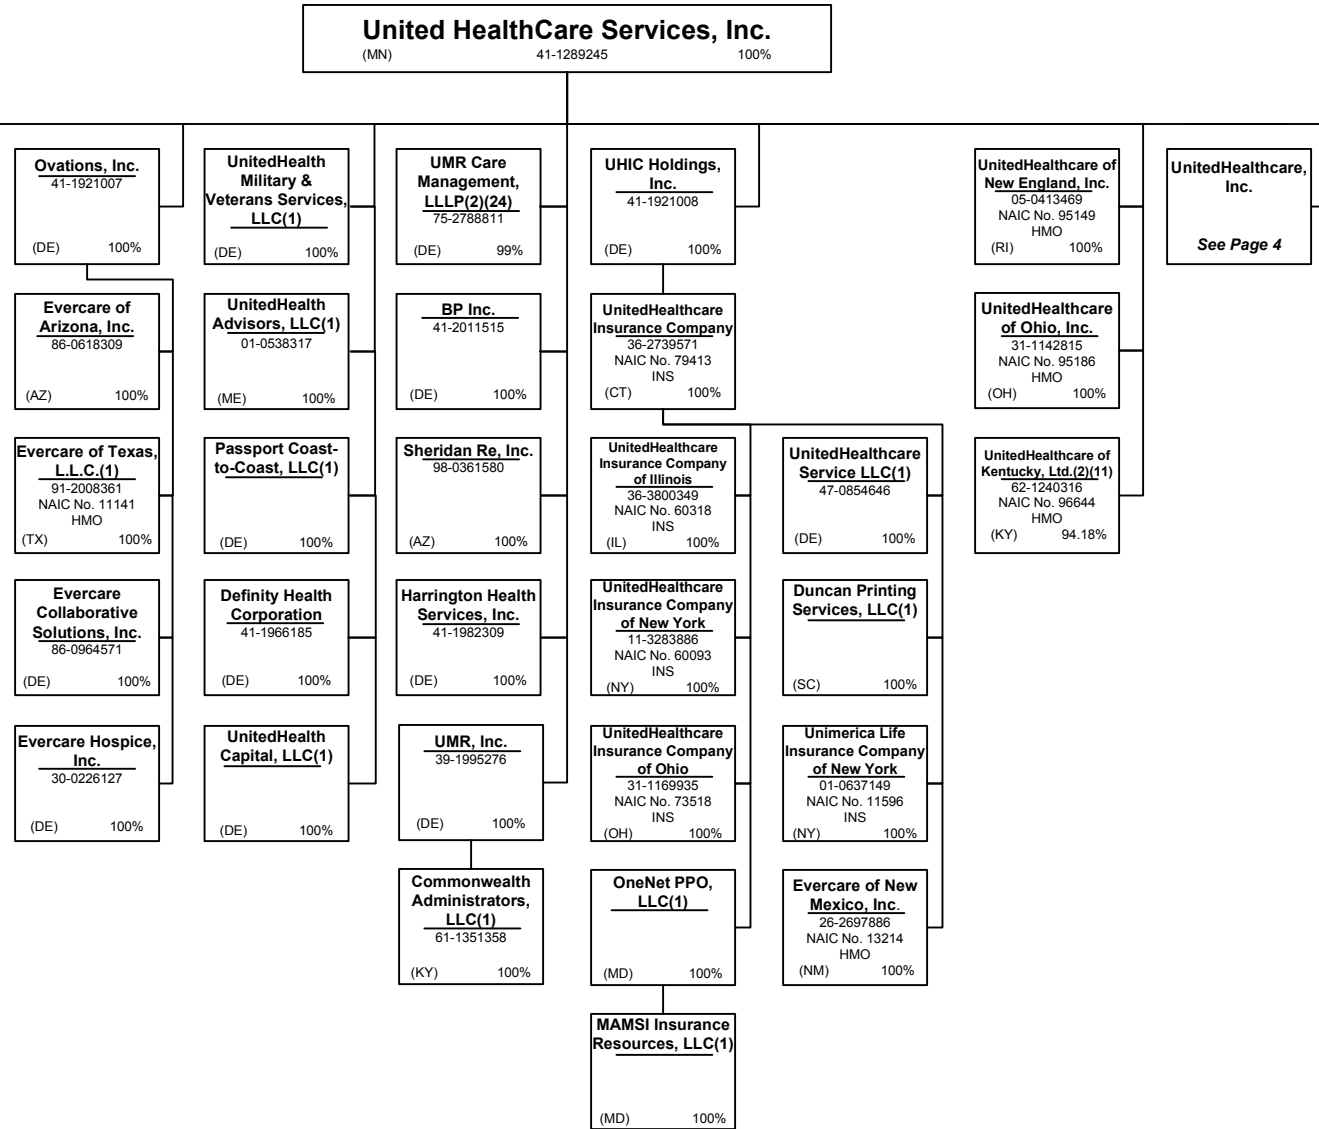 United HealthCare Services, Inc.
(MN) 41-1289245 100%
Ovations, Inc.
41-1921007
(DE) 100%
Evercare of
Arizona, Inc.
86-0618309
(AZ) 100%
Evercare of Texas,
L.L.C.(1)
91-2008361
NAIC No. 11141
HMO
(TX) 100%
Evercare
Collaborative
Solutions, Inc.
86-0964571
(DE) 100%
Evercare Hospice,
Inc.
30-0226127
(DE) 100%
UnitedHealth
Military &
Veterans Services,
LLC(1)
(DE) 100%
UnitedHealth
Advisors, LLC(1)
01-0538317
(ME) 100%
Passport Coast-
to-Coast, LLC(1)
(DE) 100%
Definity Health
Corporation
41-1966185
(DE) 100%
UnitedHealth
Capital, LLC(1)
(DE) 100%
UMR Care
Management,
LLLP(2)(24)
75-2788811
(DE) 99%
BP Inc.
41-2011515
(DE) 100%
Sheridan Re, Inc.
98-0361580
(AZ) 100%
Harrington Health
Services, Inc.
41-1982309
(DE) 100%
UMR, Inc.
39-1995276
(DE) 100%
Commonwealth
Administrators,
LLC(1)
61-1351358
(KY) 100%
UHIC Holdings,
Inc.
41-1921008
(DE) 100%
UnitedHealthcare
Insurance Company
36-2739571
NAIC No. 79413
INS
(CT) 100%
UnitedHealthcare
Insurance Company
of Illinois
36-3800349
NAIC No. 60318
INS
(IL) 100%
UnitedHealthcare
Insurance Company
of New York
11-3283886
NAIC No. 60093
INS
(NY) 100%
UnitedHealthcare
Insurance Company
of Ohio
31-1169935
NAIC No. 73518
INS
(OH) 100%
OneNet PPO,
LLC(1)
(MD) 100%
MAMSI Insurance
Resources, LLC(1)
(MD) 100%
UnitedHealthcare
Service LLC(1)
47-0854646
(DE) 100%
Duncan Printing
Services, LLC(1)
(SC) 100%
Unimerica Life
Insurance Company
of New York
01-0637149
NAIC No. 11596
INS
(NY) 100%
Evercare of New
Mexico, Inc.
26-2697886
NAIC No. 13214
HMO
(NM) 100%
UnitedHealthcare of
New England, Inc.
05-0413469
NAIC No. 95149
HMO
(RI) 100%
UnitedHealthcare
of Ohio, Inc.
31-1142815
NAIC No. 95186
HMO
(OH) 100%
UnitedHealthcare of
Kentucky, Ltd.(2)(11)
62-1240316
NAIC No. 96644
HMO
(KY) 94.18%
UnitedHealthcare,
Inc.
See Page 4